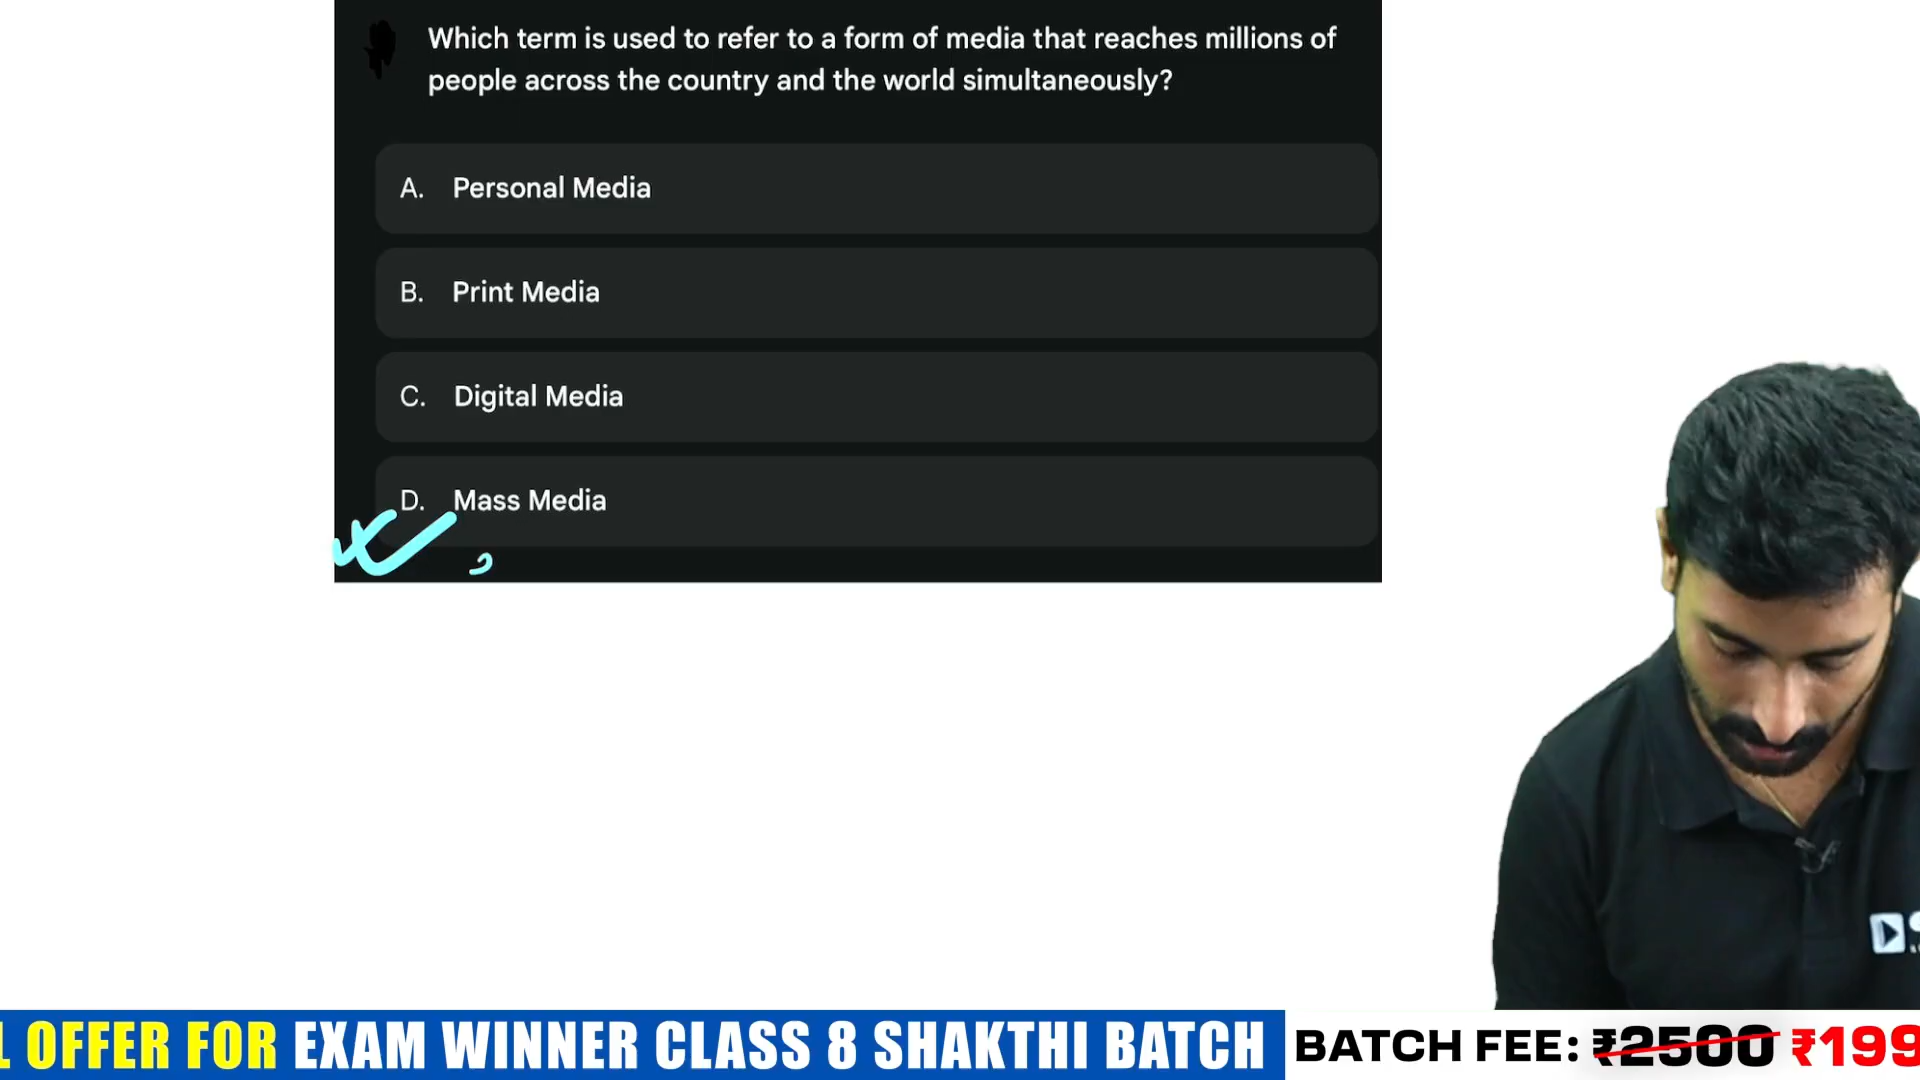 Which term is used to refer to a form of media that reaches millions of
people across the country and the world simultaneously?
A. Personal Media
B. Print Media
C. Digital Media
D. Mass Media
L OFFER FOR EXAM WINNER CLASS 8 SHAKTHI BATCH BATCH FEE: ₹2500 ₹199